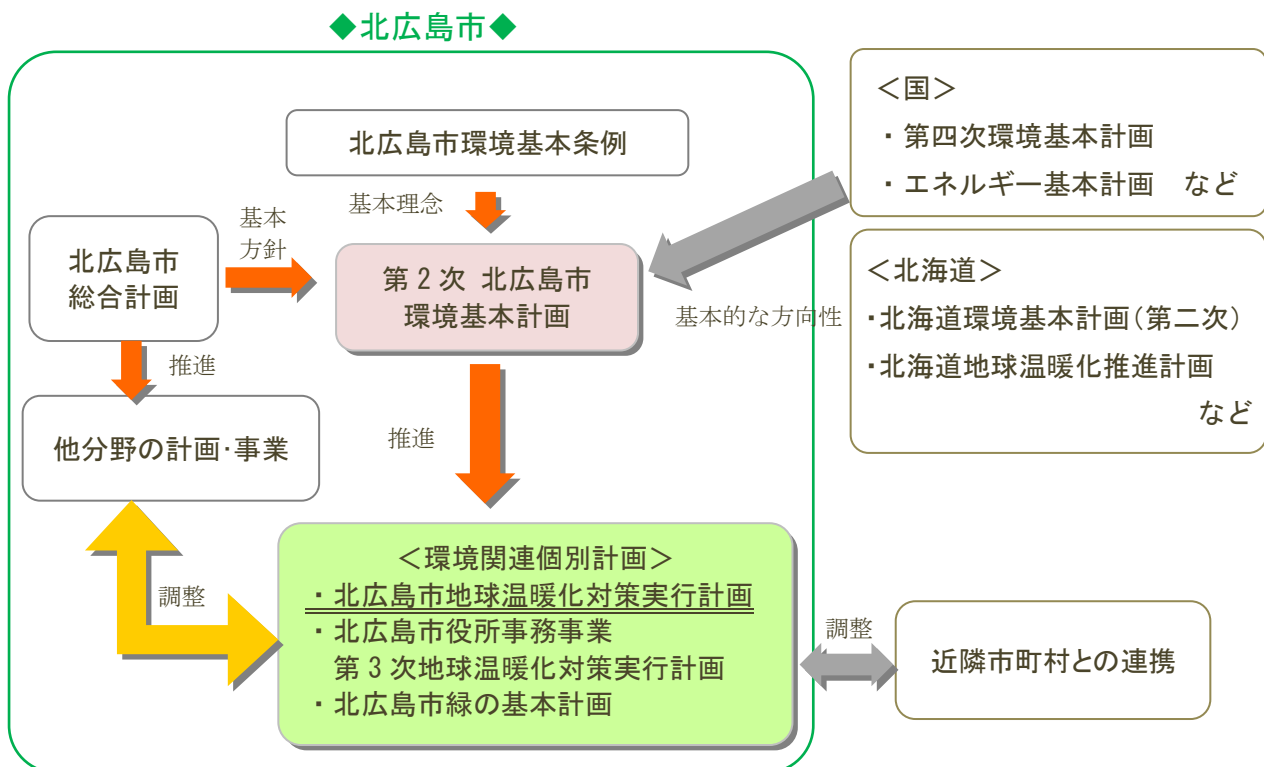 ◆北広島市◆
北広島市環境基本条例
基本理念
基本
方針
北広島市
総合計画
第2次 北広島市
環境基本計画
推進
他分野の計画・事業
推進
調整
＜環境関連個別計画＞
・北広島市地球温暖化対策実行計画
・北広島市役所事務事業
第3次地球温暖化対策実行計画
・北広島市緑の基本計画
＜国＞
・第四次環境基本計画
・エネルギー基本計画　など
基本的な方向性
＜北海道＞
・北海道環境基本計画（第二次）
・北海道地球温暖化推進計画
など
調整
近隣市町村との連携